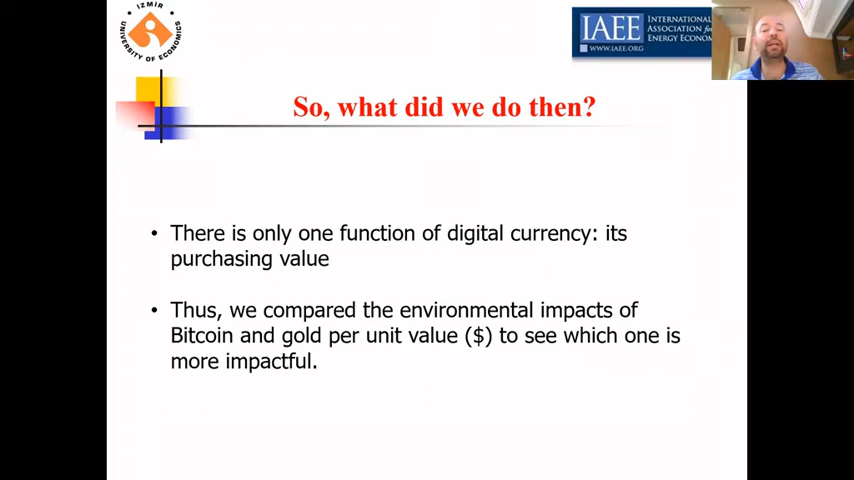 IZMIR
UNIVERSITY OF ECONOMICS
IAEE
INTERNATIONAL
ASSOCIATION for
ENERGY ECONOM
WWW.IAEE.ORG
So, what did we do then?
• There is only one function of digital currency: its
purchasing value
• Thus, we compared the environmental impacts of
Bitcoin and gold per unit value ($) to see which one is
more impactful.